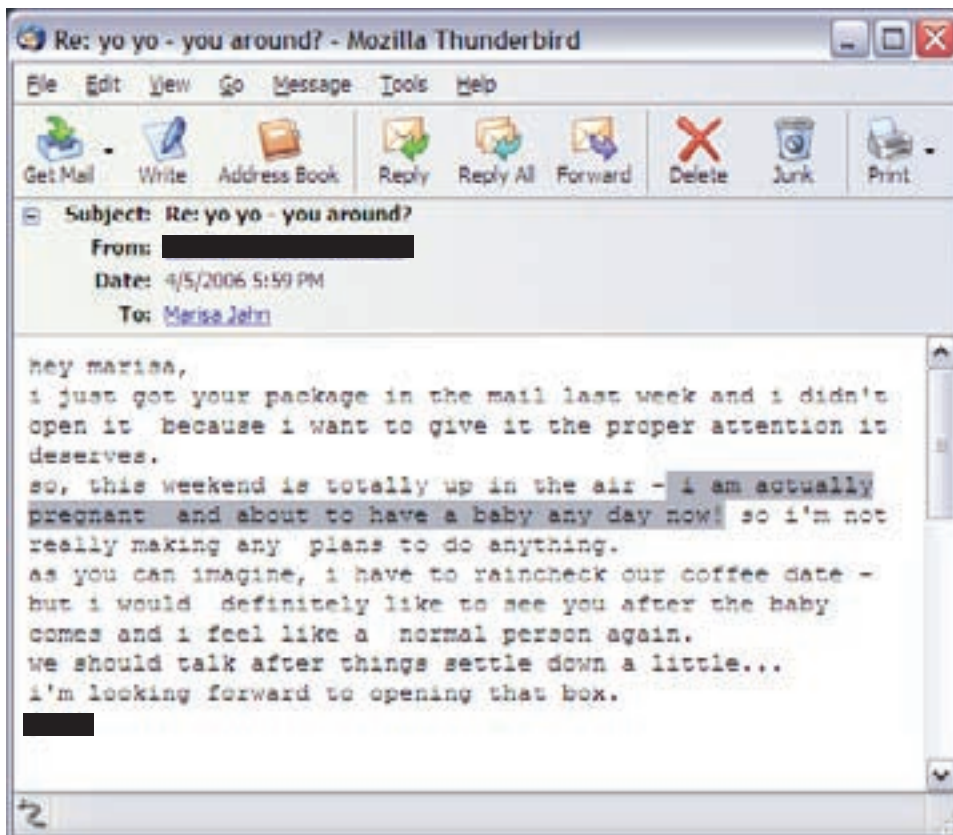 Re: yo yo - you around? - Mozilla Thunderbird
File Edit View Go Message Tools Help
Get Mail Write Address Book Reply Reply All Forward Delete Junk Print
Subject: Re: yo yo - you around?
From:
Date: 4/5/2006 5:59 PM
To: Marisa Jahn
hey marisa,
i just got your package in the mail last week and i didn't
open it because i want to give it the proper attention it
deserves.
so, this weekend is totally up in the air - i am actually
pregnant and about to have a baby any day now! so i'm not
really making any plans to do anything.
as you can imagine, i have to raincheck our coffee date -
but i would definitely like to see you after the baby
comes and i feel like a normal person again.
we should talk after things settle down a little...
i'm looking forward to opening that box.